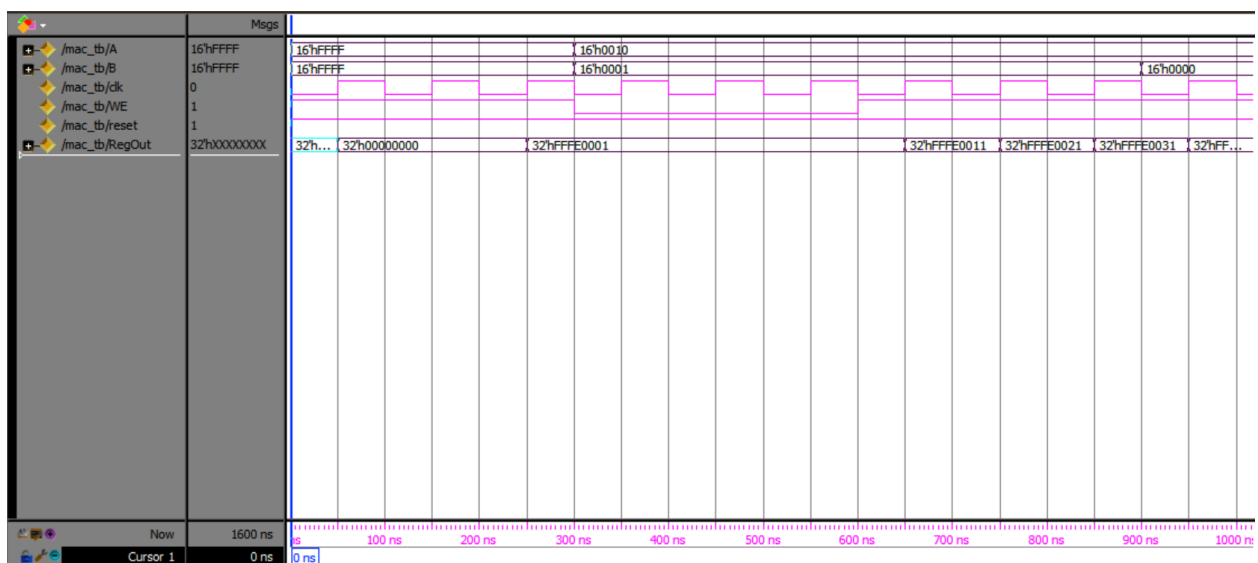 Msgs
/mac_tb/A 16'hFFFF 16'hFFFF 16'h0010
/mac_tb/B 16'hFFFF 16'hFFFF 16'h0001 16'h0000
/mac_tb/clk 0
/mac_tb/WE 1
/mac_tb/reset 1
/mac_tb/RegOut 32'hXXXXXXXX 32'h... 32'h00000000 32'hFFFE0001 32'hFFFE0011 32'hFFFE0021 32'hFFFE0031 32'hFF...
Now 1600 ns ns 100 ns 200 ns 300 ns 400 ns 500 ns 600 ns 700 ns 800 ns 900 ns 1000 n
Cursor 1 0 ns 0 ns